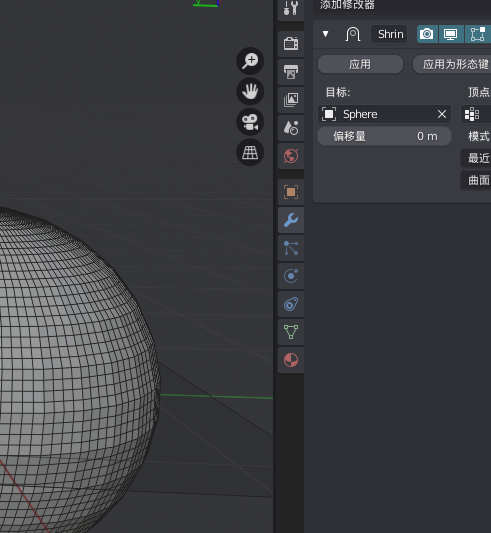 添加修改器
Shrin
应用
应用为形态键
目标:
顶点
Sphere
偏移量 0 m
模式
最近
曲面